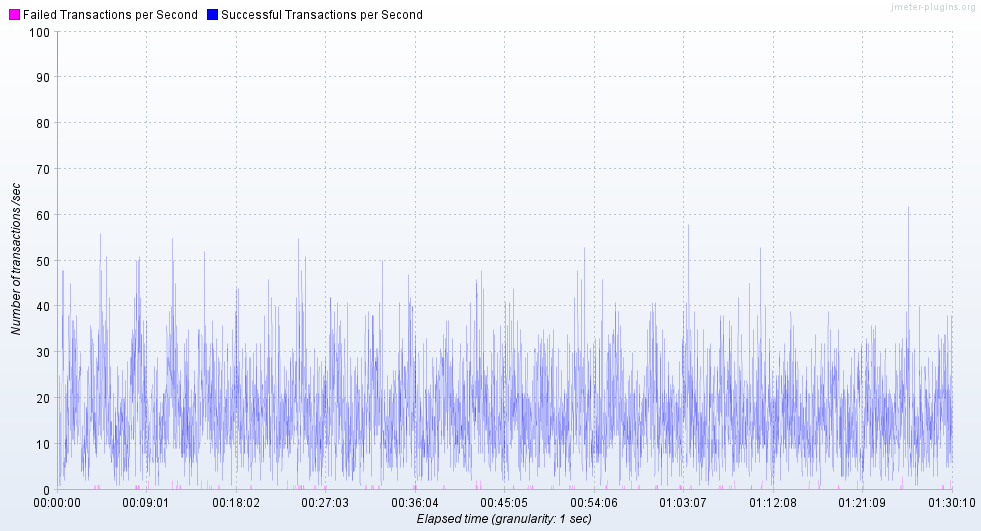 jmeter-plugins.org
Failed Transactions per Second Successful Transactions per Second
100
90
80
70
60
50
40
30
20
10
0
Number of transactions /sec
00:00:00 00:09:01 00:18:02 00:27:03 00:36:04 00:45:05 00:54:06 01:03:07 01:12:08 01:21:09 01:30:10
Elapsed time (granularity: 1 sec)